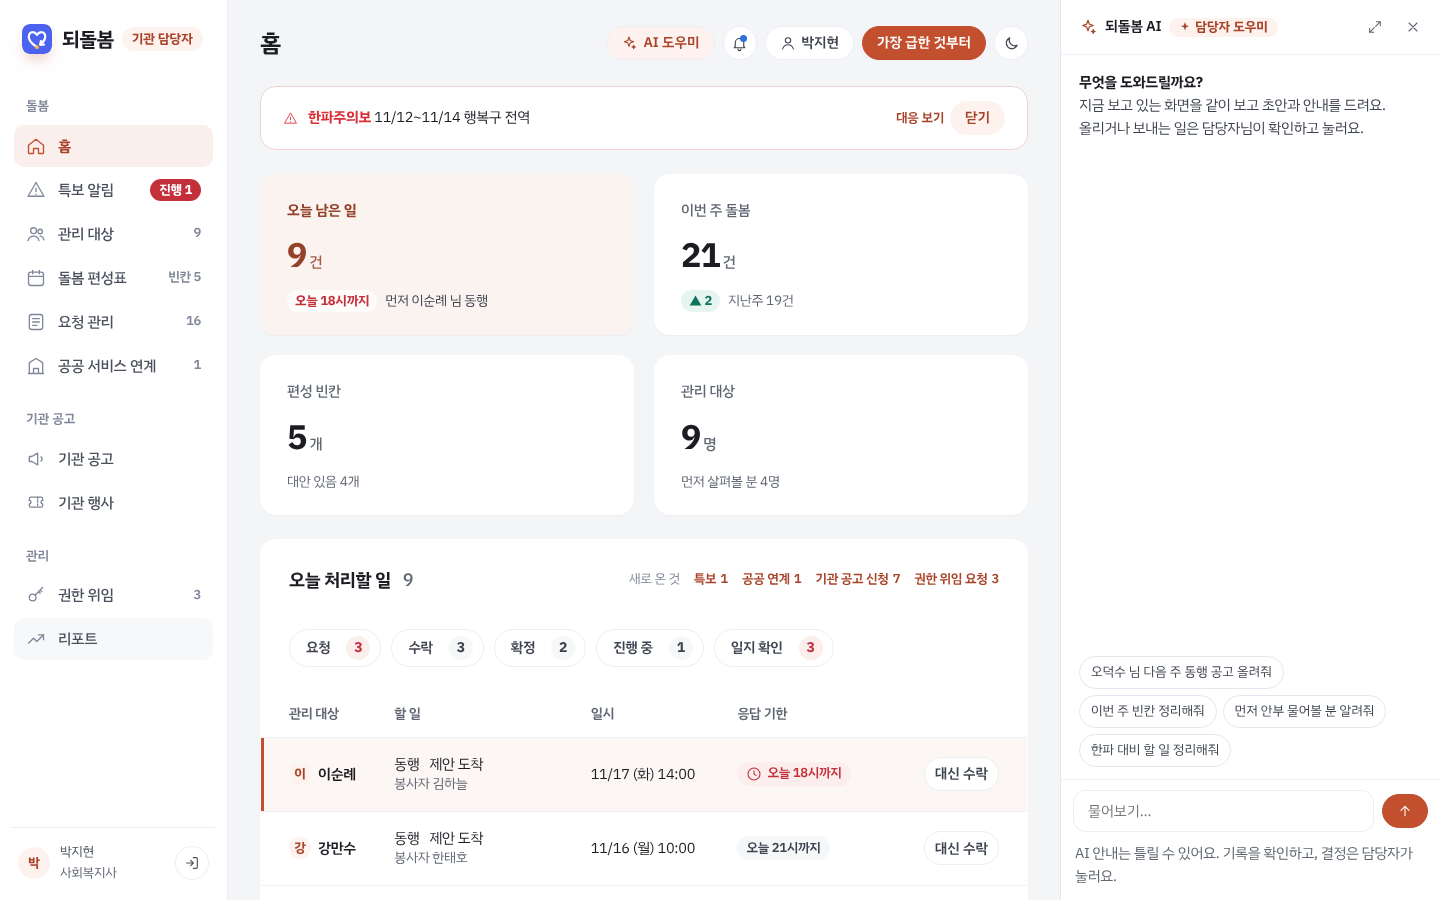 되돌봄 기관 담당자
돌봄
홈
특보 알림 진행 1
관리 대상 9
돌봄 편성표 빈칸 5
요청 관리 16
공공 서비스 연계 1
기관 공고
기관 공고
기관 행사
관리
권한 위임 3
리포트
박 박지현
사회복지사
홈
AI 도우미 박지현 가장 급한 것부터
한파주의보 11/12~11/14 행복구 전역 대응 보기 닫기
오늘 남은 일
9건
오늘 18시까지 먼저 이순례 님 동행
이번 주 돌봄
21건
▲ 2 지난주 19건
편성 빈칸
5개
대안 있음 4개
관리 대상
9명
먼저 살펴볼 분 4명
오늘 처리할 일 9 새로 온 것 특보 1 공공 연계 1 기관 공고 신청 7 권한 위임 요청 3
요청 3 수락 3 확정 2 진행 중 1 일지 확인 3
관리 대상 할 일 일시 응답 기한
이 이순례 동행 제안 도착 11/17 (화) 14:00 오늘 18시까지 대신 수락
봉사자 김하늘
강 강만수 동행 제안 도착 11/16 (월) 10:00 오늘 21시까지 대신 수락
봉사자 한태호
되돌봄 AI 담당자 도우미
무엇을 도와드릴까요?
지금 보고 있는 화면을 같이 보고 초안과 안내를 드려요.
올리거나 보내는 일은 담당자님이 확인하고 눌러요.
오덕수 님 다음 주 동행 공고 올려줘
이번 주 빈칸 정리해줘 먼저 안부 물어볼 분 알려줘
한파 대비 할 일 정리해줘
물어보기...
AI 안내는 틀릴 수 있어요. 기록을 확인하고, 결정은 담당자가
눌러요.